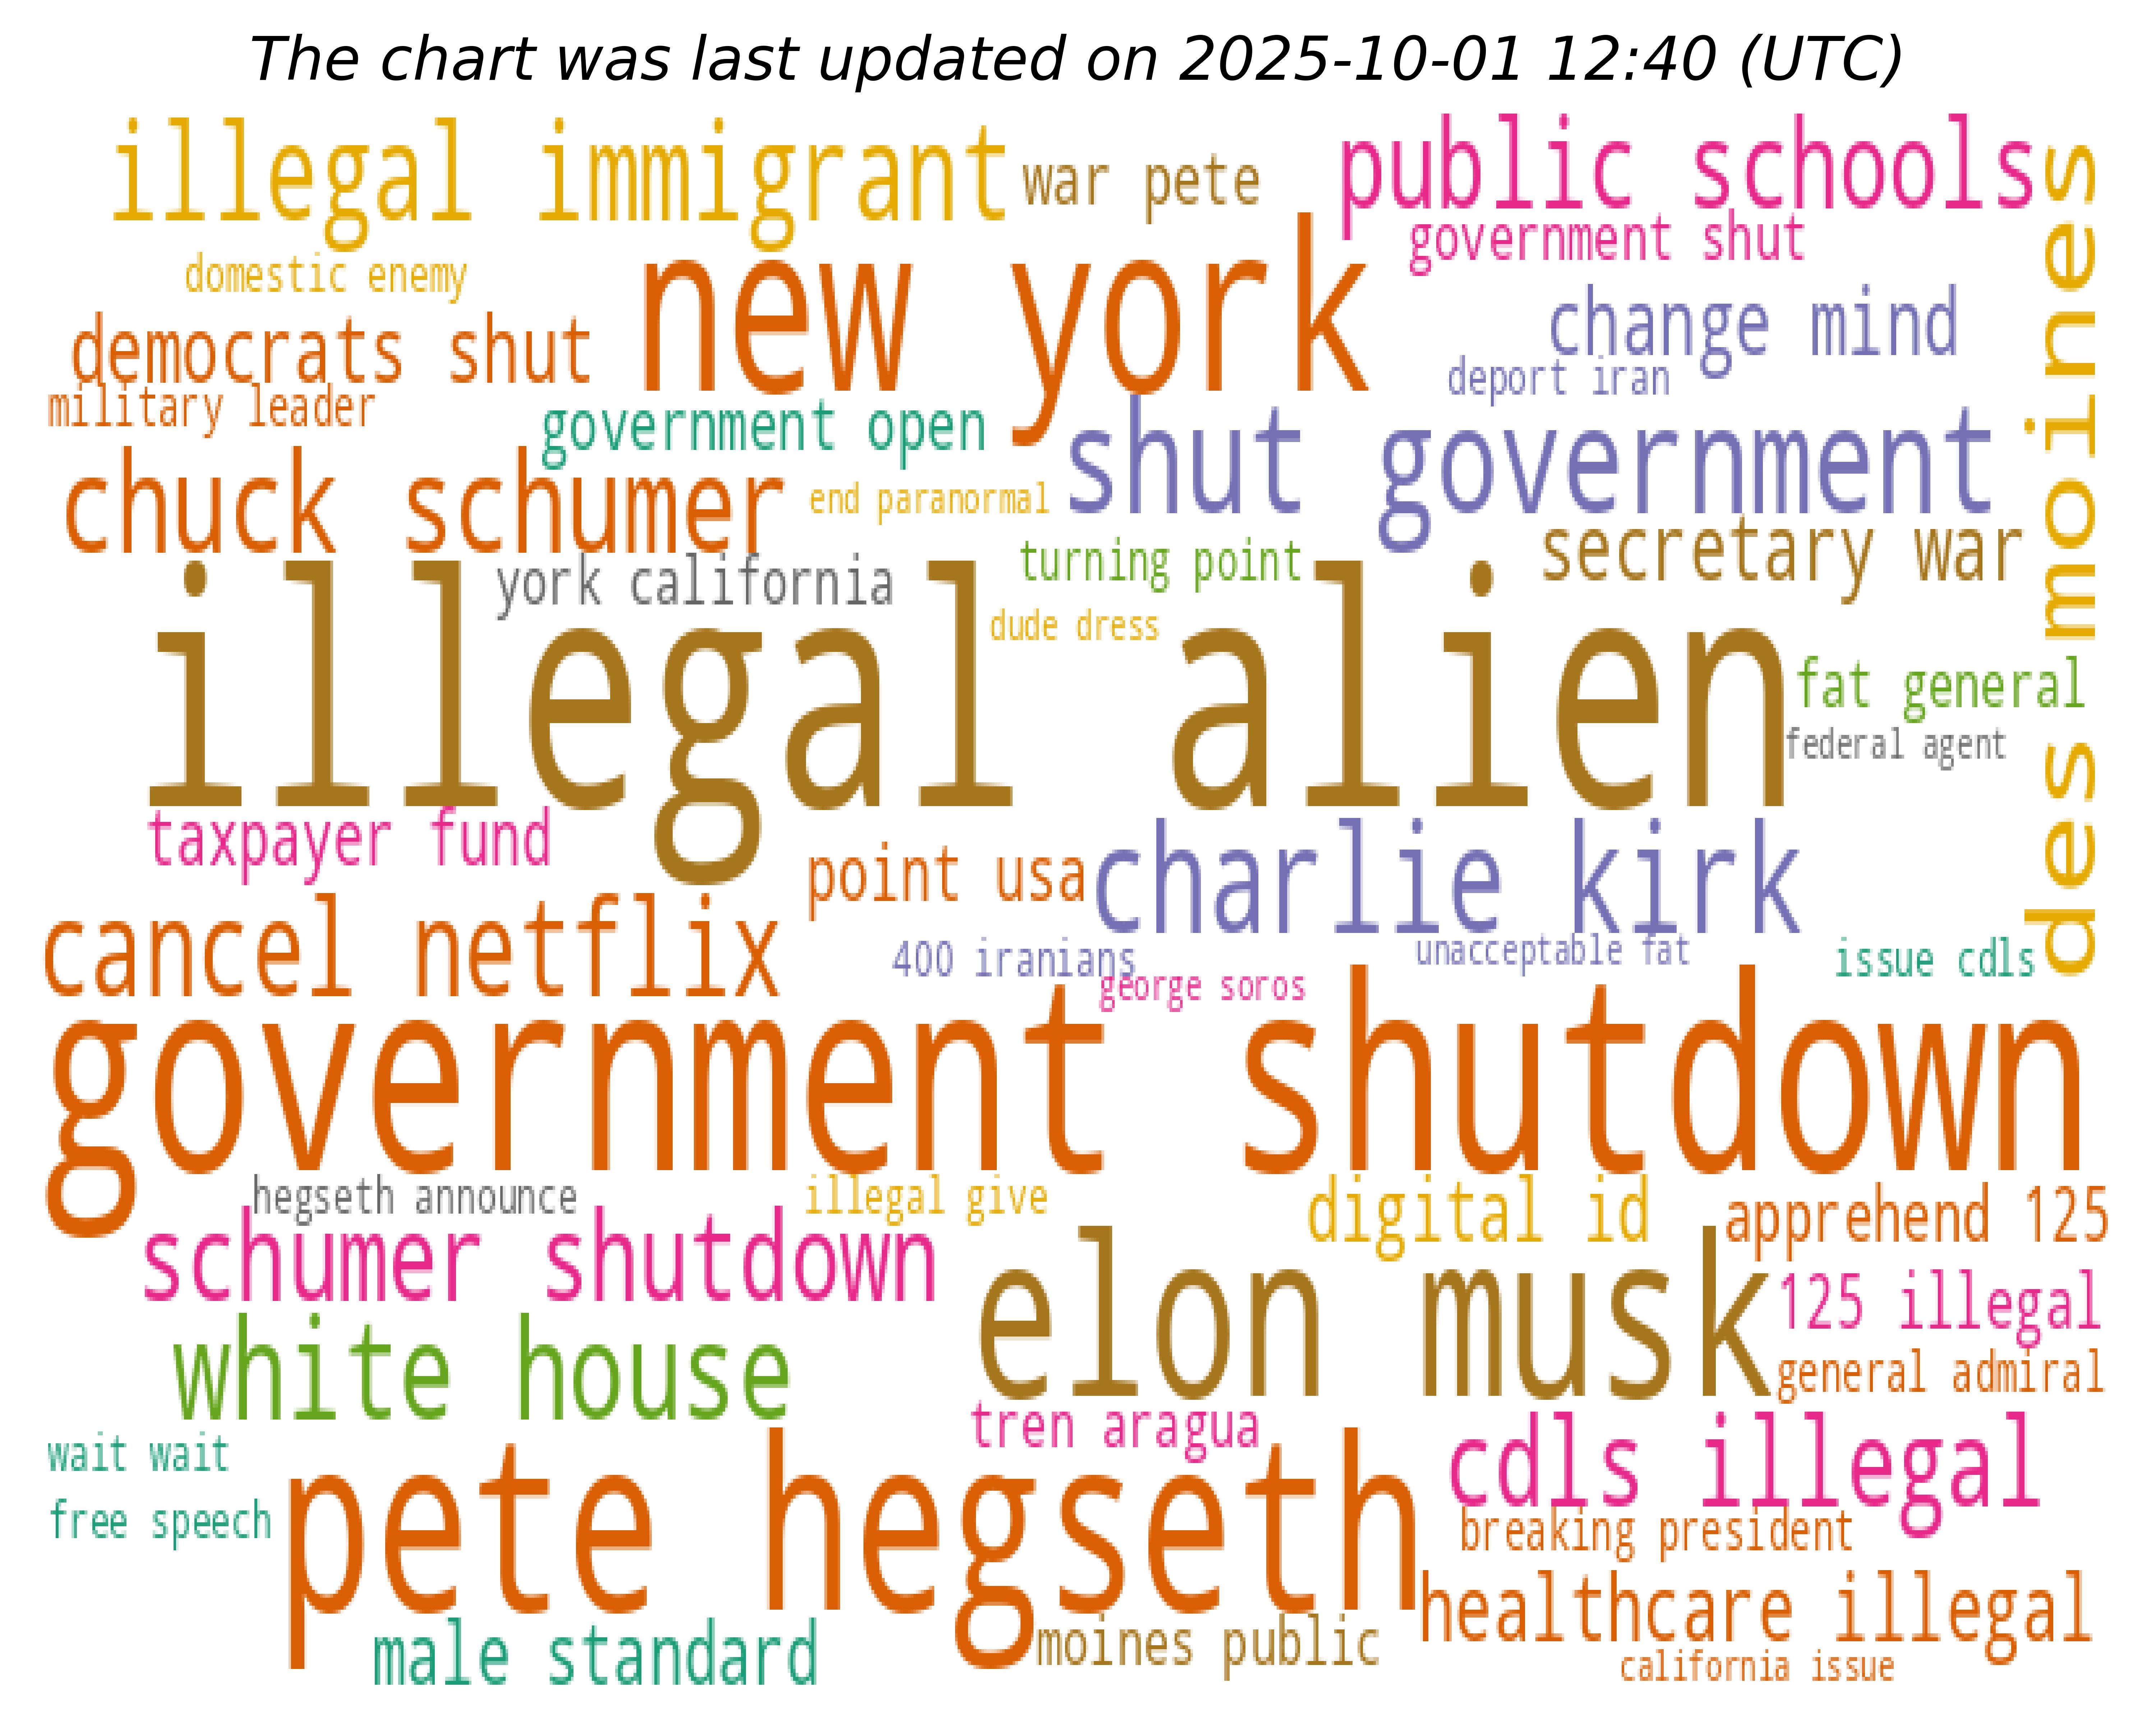 The chart was last updated on 2025-10-01 12:40 (UTC)
illegal immigrant
war pete
public schools
government shut
domestic enemy
new york
change mind
democrats shut
deport iran
military leader
government open
shut government
des moines
chuck schumer
end paranormal
secretary war
york california
turning point
illegal alien
dude dress
fat general
federal agent
taxpayer fund
point usa
charlie kirk
cancel netflix
400 iranians
unacceptable fat
issue cdls
george soros
government shutdown
hegseth announce
illegal give
digital id
apprehend 125
schumer shutdown
elon musk
125 illegal
white house
general admiral
tren aragua
wait wait
cdls illegal
free speech
pete hegseth
breaking president
healthcare illegal
male standard
moines public
california issue